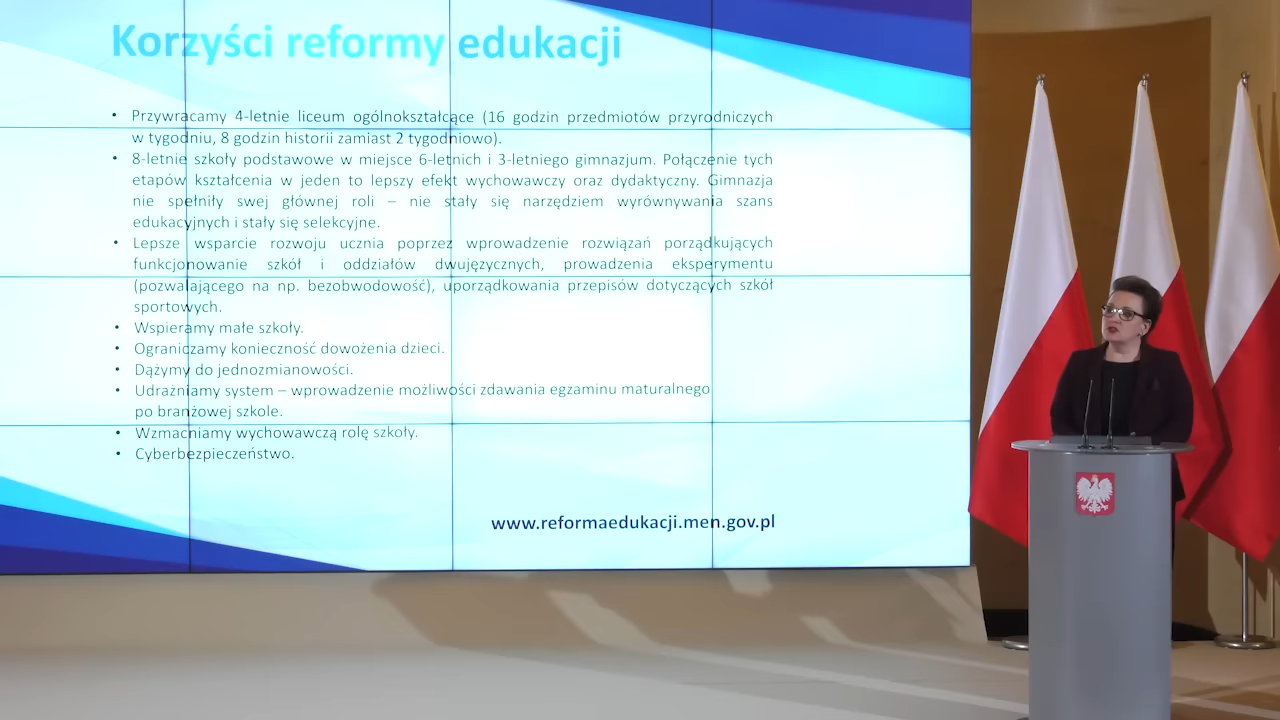 Korzyści reformy edukacji
• Przywracamy 4-letnie liceum ogólnokształcące (16 godzin przedmiotów przyrodniczych
w tygodniu, 8 godzin historii zamiast 2 tygodniowo).
• 8-letnie szkoły podstawowe w miejsce 6-letnich i 3-letniego gimnazjum. Połączenie tych
etapów kształcenia w jeden to lepszy efekt wychowawczy oraz dydaktyczny. Gimnazja
nie spełniły swej głównej roli – nie stały się narzędziem wyrównywania szans
edukacyjnych i stały się selekcyjne.
• Lepsze wsparcie rozwoju ucznia poprzez wprowadzenie rozwiązań porządkujących
funkcjonowanie szkół i oddziałów dwujęzycznych, prowadzenia eksperymentu
(pozwalającego na np. bezobwodowość), uporządkowania przepisów dotyczących szkół
sportowych.
• Wspieramy małe szkoły.
• Ograniczamy konieczność dowożenia dzieci.
• Dążymy do jednozmianowości.
• Udrażniamy system – wprowadzenie możliwości zdawania egzaminu maturalnego
po branżowej szkole.
• Wzmacniamy wychowawczą rolę szkoły.
• Cyberbezpieczeństwo.
www.reformaedukacji.men.gov.pl